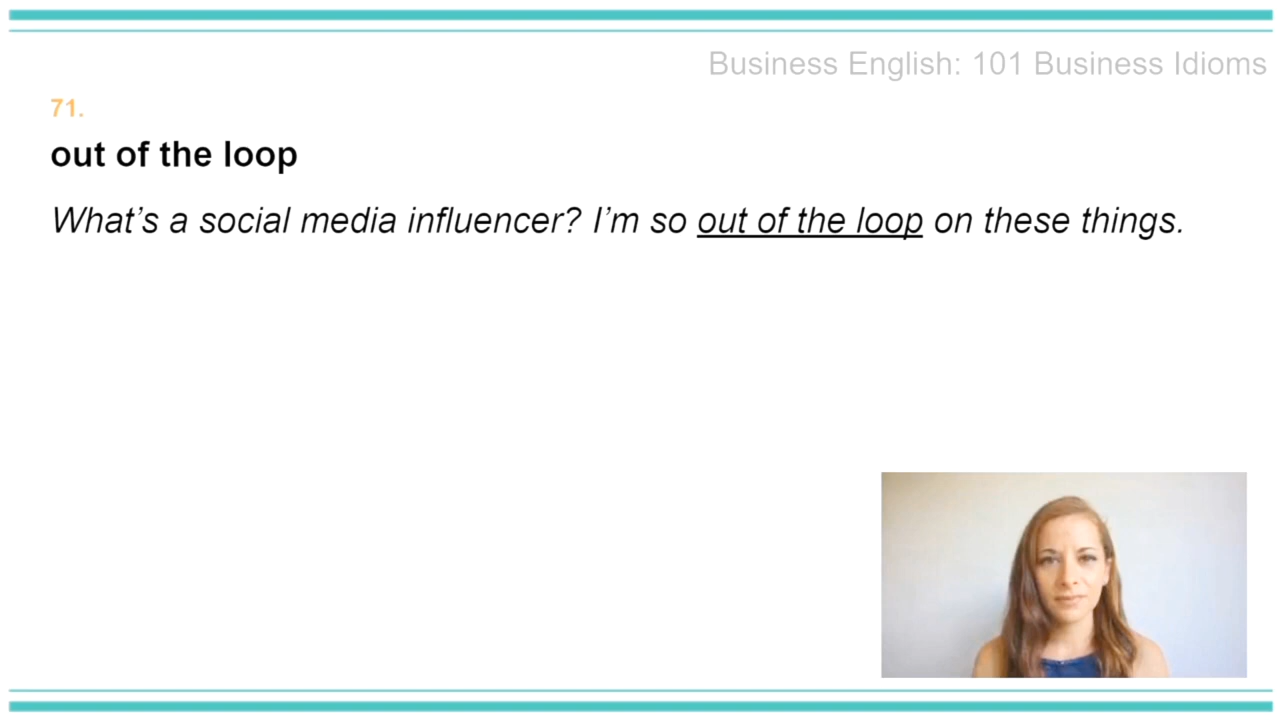 Business English: 101 Business Idioms
71.
out of the loop
What’s a social media influencer? I’m so out of the loop on these things.